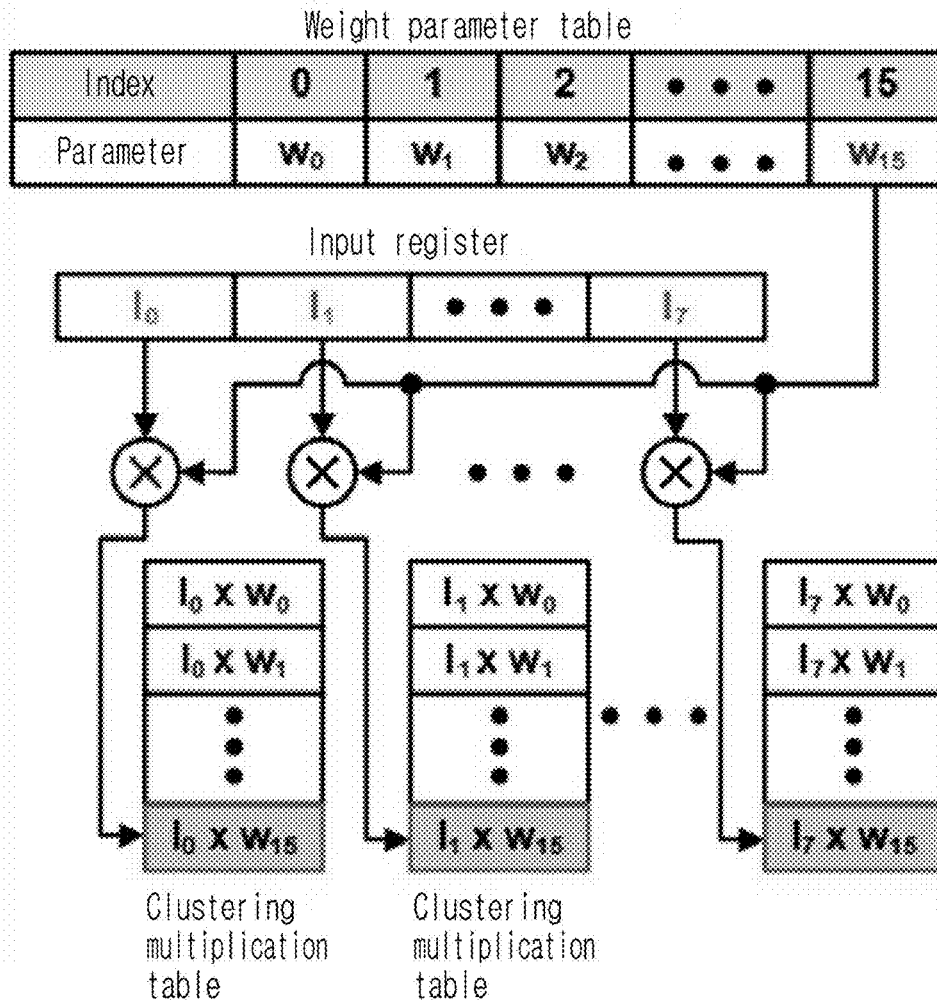 Weight parameter table
Index 0 1 2 • • • 15
Parameter W₀ W₁ W₂ • • • W₁₅
Input register
I₀ I₁ • • • I₇
• • •
I₀ x W₀ I₁ x W₀ I₇ x W₀
I₀ x W₁ I₁ x W₁ I₇ x W₁
• • •
I₀ x W₁₅ I₁ x W₁₅ I₇ x W₁₅
Clustering
multiplication
table
Clustering
multiplication
table